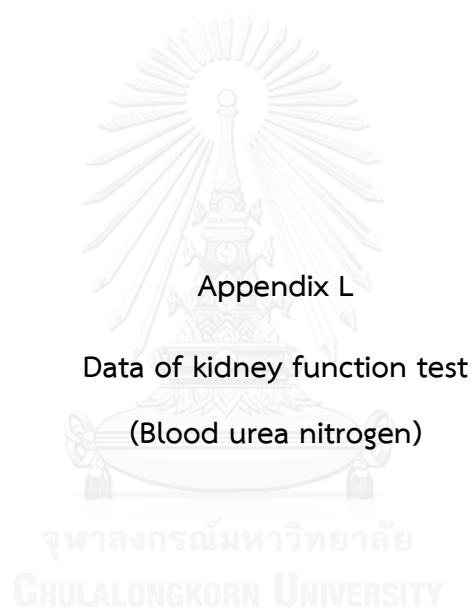 Appendix L
Data of kidney function test
(Blood urea nitrogen)
จุฬาลงกรณ์มหาวิทยาลัย
CHULALONGKORN UNIVERSITY